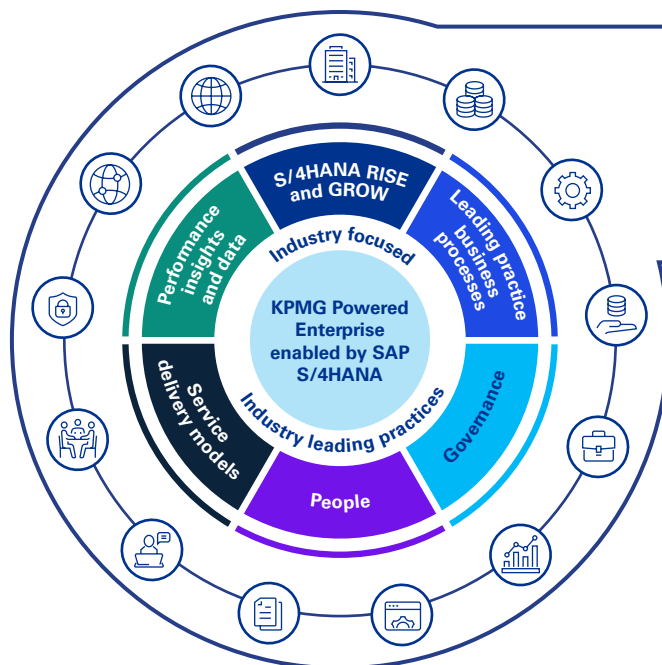 S/4HANA RISE
and GROW
Leading practice
business
processes
Governance
People
Service
delivery models
Performance
insights
and data
Industry focused
KPMG Powered
Enterprise
enabled by SAP
S/4HANA
Industry leading practices